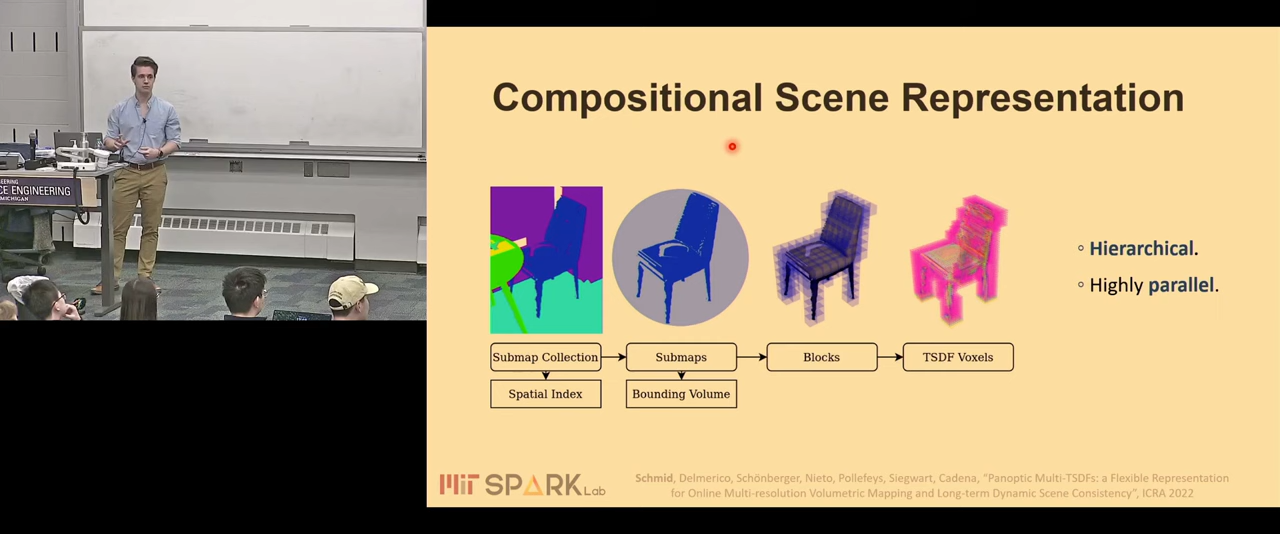 EERING
CE ENGINEERING
MICHIGAN
Compositional Scene Representation
◦ Hierarchical.
◦ Highly parallel.
Submap Collection
Submaps
Blocks
TSDF Voxels
Spatial Index
Bounding Volume
MIT SPARK Lab
Schmid, Delmerico, Schönberger, Nieto, Pollefeys, Siegwart, Cadena, “Panoptic Multi-TSDFs: a Flexible Representation
for Online Multi-resolution Volumetric Mapping and Long-term Dynamic Scene Consistency”, ICRA 2022